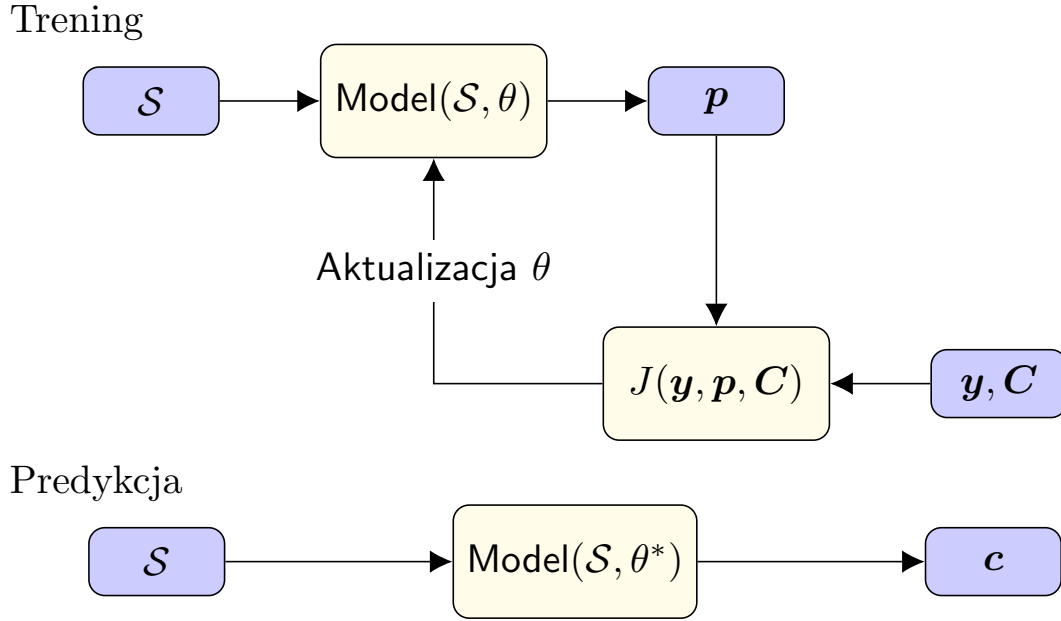 Trening
𝒮
Model(𝒮, θ)
𝒑
Aktualizacja θ
J(𝒚, 𝒑, 𝑪)
𝒚, 𝑪
Predykcja
𝒮
Model(𝒮, θ*)
𝒄